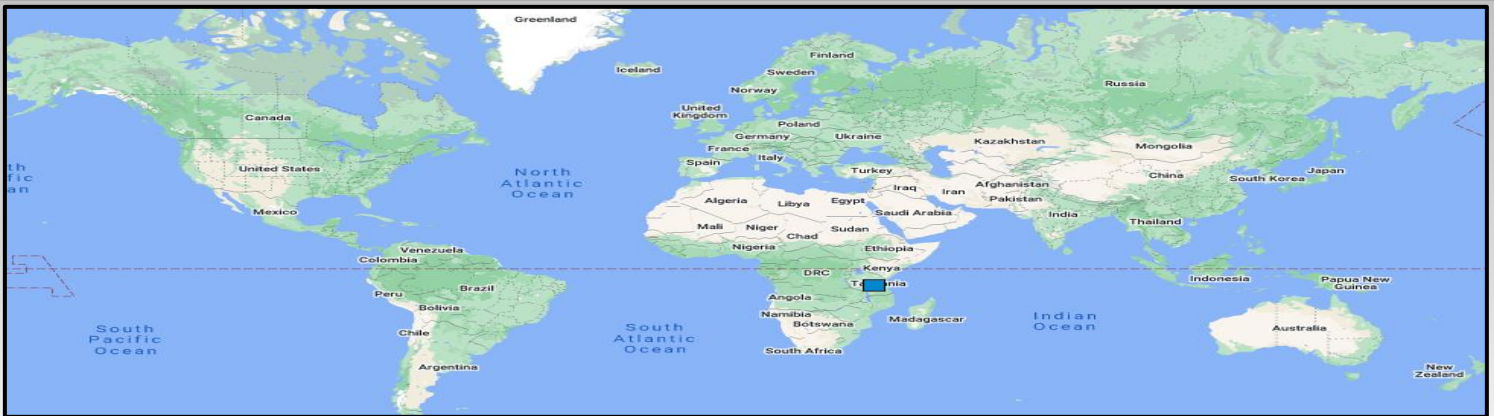 Greenland
Finland
Iceland
Sweden
Russia
Norway
United
Kingdom
Canada
Poland
Germany
Ukraine
Kazakhstan
France
Mongolia
Italy
Spain
th
fic
an
United States
North
Atlantic
Ocean
Turkey
Japan
China
South Korea
Iraq
Iran
Afghanistan
Pakistan
Algeria
Libya
Egypt
Mexico
Saudi Arabia
India
Thailand
Mali
Niger
Sudan
Chad
Nigeria
Ethiopia
Venezuela
Colombia
Kenya
DRC
Indonesia
Papua New
Guinea
Brazil
Peru
Angola
Bolivia
Namibia
Botswana
Madagascar
Indian
Ocean
South
Pacific
Ocean
Chile
South
Atlantic
Ocean
Australia
South Africa
Argentina
New
Zealand